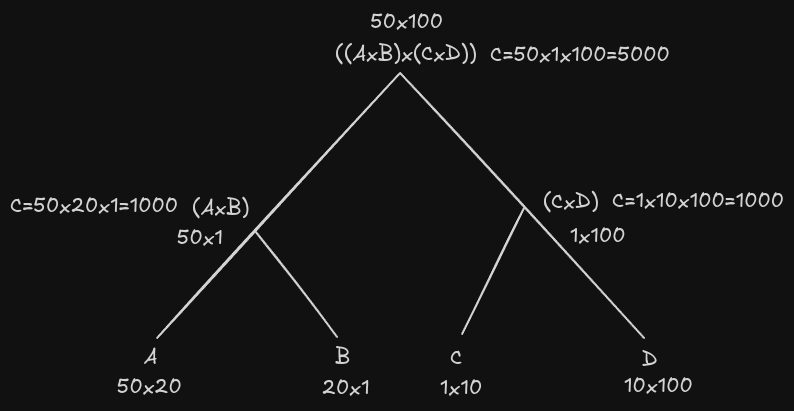 50x100
((AxB)x(CxD)) C=50x1x100=5000
C=50x20x1=1000 (AxB)
50x1
(CxD) C=1x10x100=1000
1x100
A
50x20
B
20x1
C
1x10
D
10x100